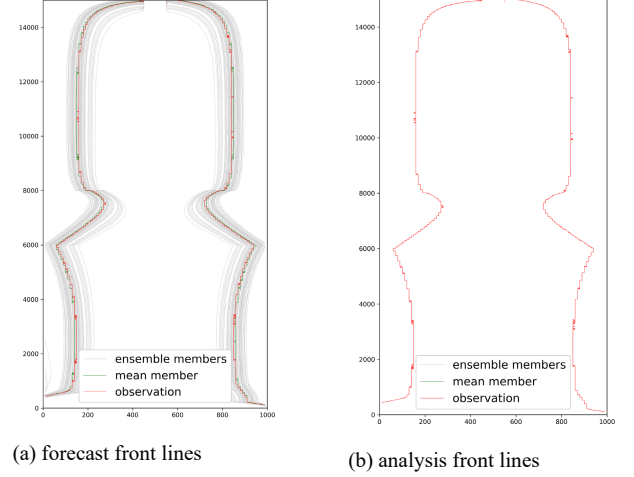 14000
12000
10000
8000
6000
4000
2000
0
0 200 400 600 800 1000
ensemble members
mean member
observation
(a) forecast front lines
14000
12000
10000
8000
6000
4000
2000
0
0 200 400 600 800 1000
ensemble members
mean member
observation
(b) analysis front lines